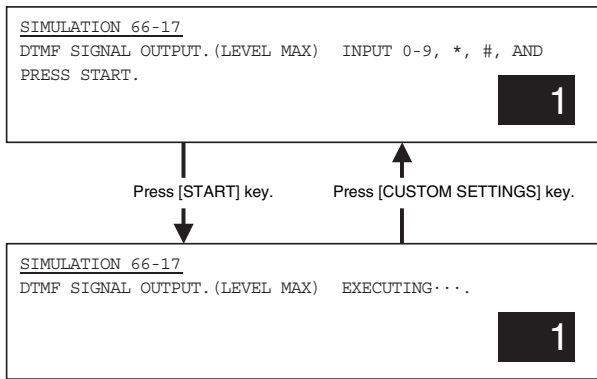 SIMULATION 66-17
DTMF SIGNAL OUTPUT.(LEVEL MAX) INPUT 0-9, *, #, AND
PRESS START.
1
Press [START] key. Press [CUSTOM SETTINGS] key.
SIMULATION 66-17
DTMF SIGNAL OUTPUT.(LEVEL MAX) EXECUTING···.
1